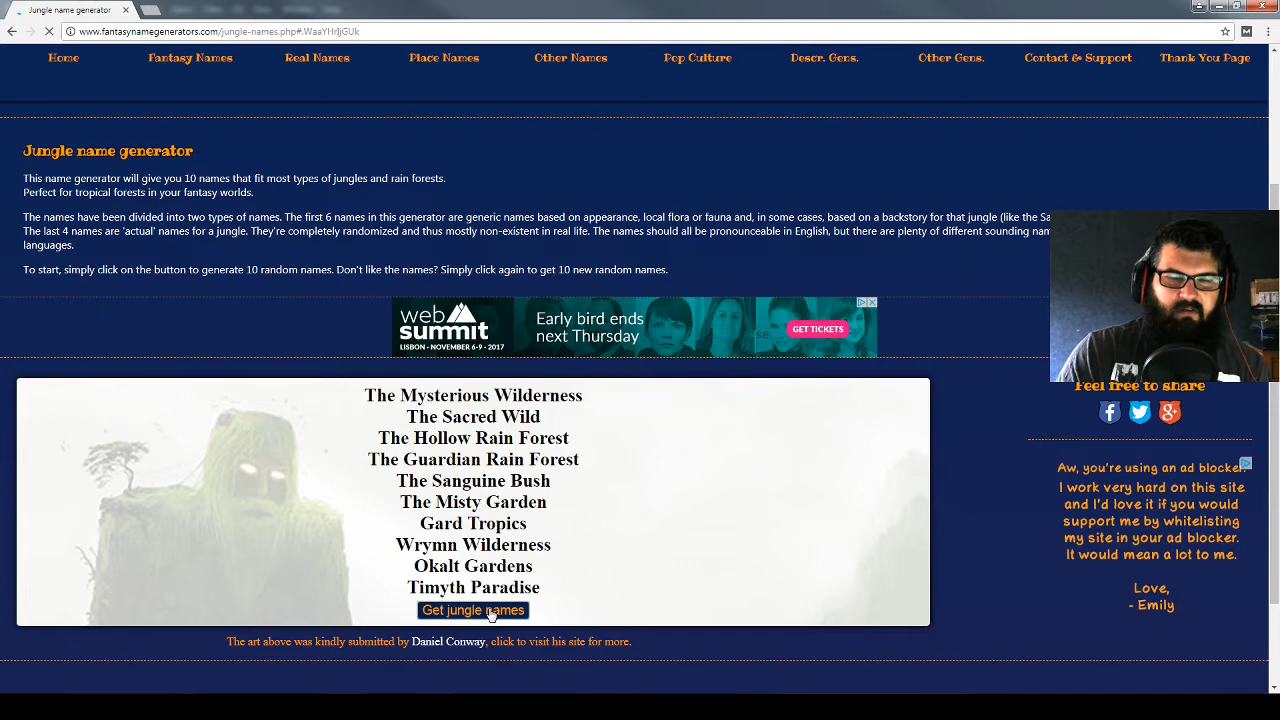 Jungle name generator
www.fantasynamegenerators.com/jungle-names.php#.WaaYHrJjGUk
Home
Fantasy Names
Real Names
Place Names
Other Names
Pop Culture
Descr. Gens.
Other Gens.
Contact & Support
Thank You Page
Jungle name generator
This name generator will give you 10 names that fit most types of jungles and rain forests.
Perfect for tropical forests in your fantasy worlds.
The names have been divided into two types of names. The first 6 names in this generator are generic names based on appearance, local flora or fauna and, in some cases, based on a backstory for that jungle (like the Sa
The last 4 names are 'actual' names for a jungle. They're completely randomized and thus mostly non-existent in real life. The names should all be pronounceable in English, but there are plenty of different sounding nam
languages.
To start, simply click on the button to generate 10 random names. Don't like the names? Simply click again to get 10 new random names.
web
summit
LISBON • NOVEMBER 6-9 • 2017
Early bird ends
next Thursday
GET TICKETS
The Mysterious Wilderness
The Sacred Wild
The Hollow Rain Forest
The Guardian Rain Forest
The Sanguine Bush
The Misty Garden
Gard Tropics
Wrymn Wilderness
Okalt Gardens
Timyth Paradise
Get jungle names
The art above was kindly submitted by Daniel Conway, click to visit his site for more.
Feel free to share
Aw, you're using an ad blocker.
I work very hard on this site
and I'd love it if you would
support me by whitelisting
my site in your ad blocker.
It would mean a lot to me.
Love,
- Emily